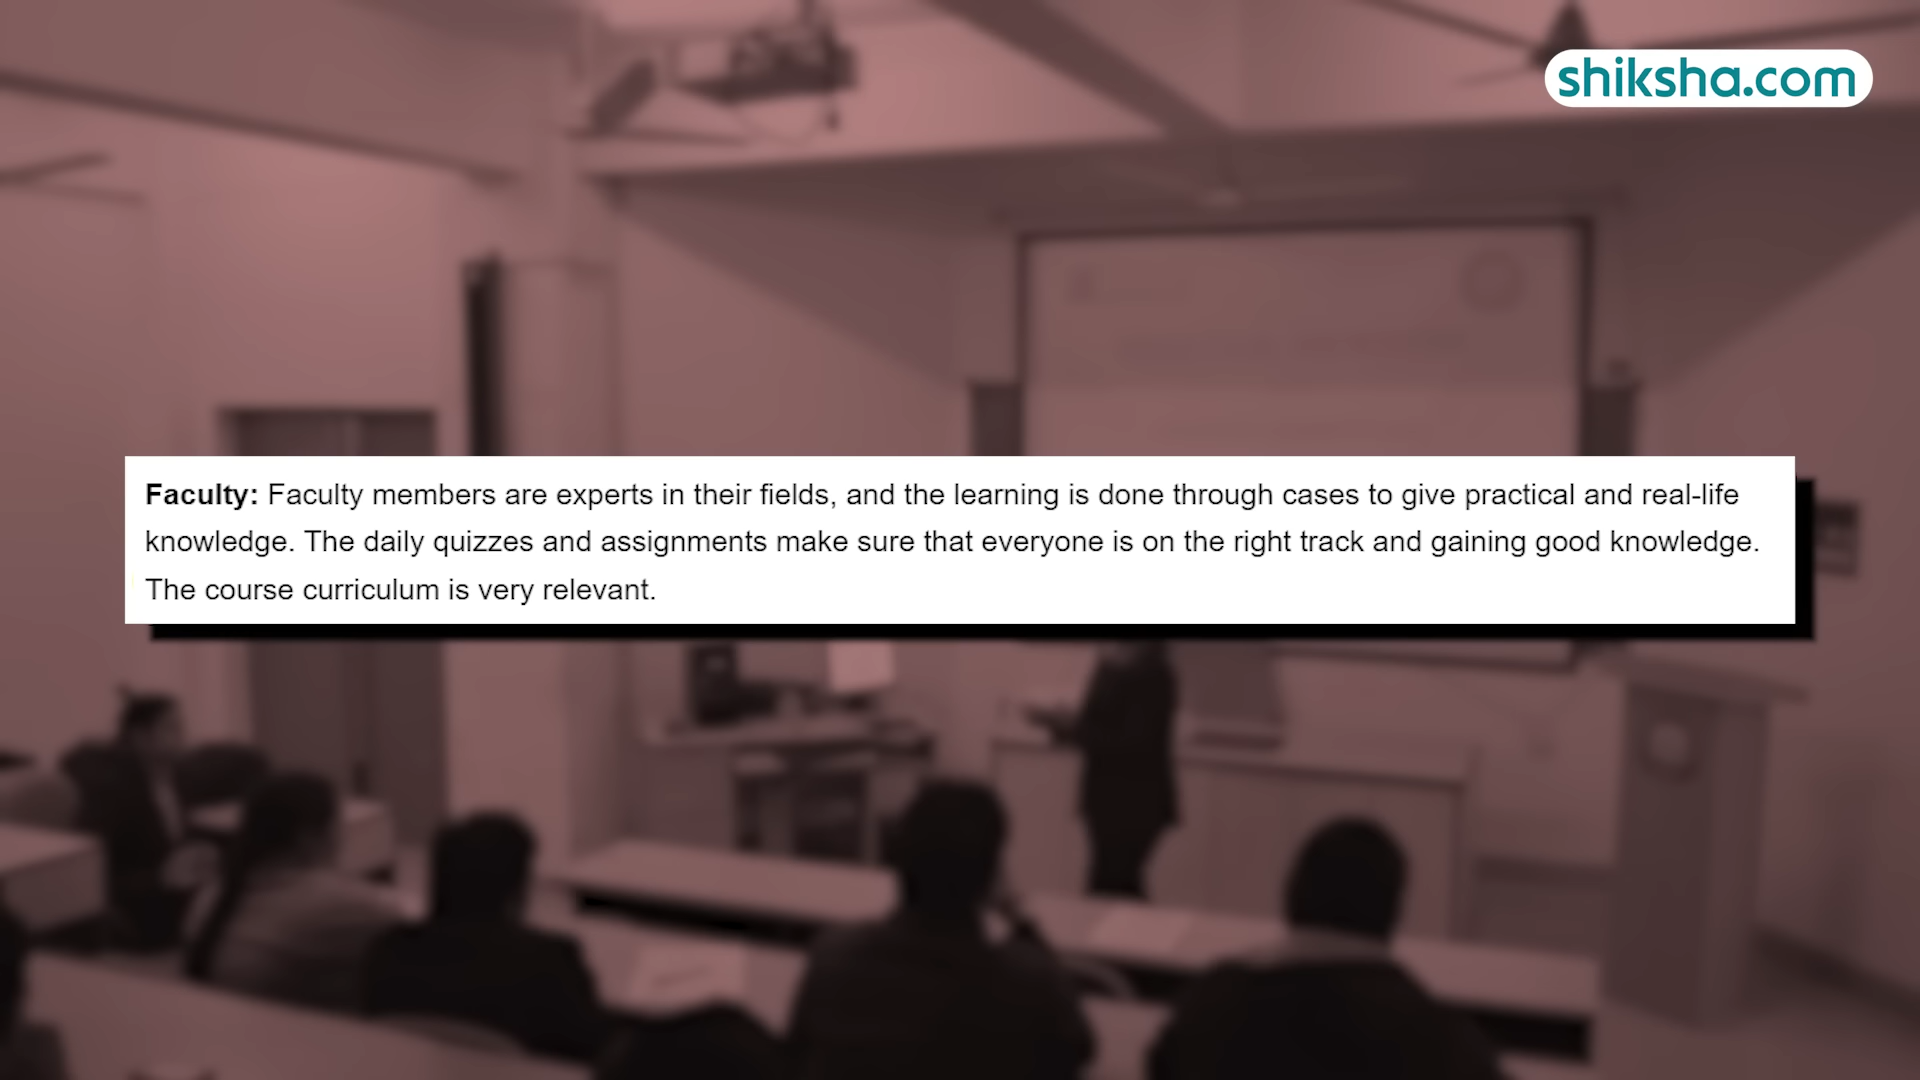 shiksha.com
Faculty: Faculty members are experts in their fields, and the learning is done through cases to give practical and real-life
knowledge. The daily quizzes and assignments make sure that everyone is on the right track and gaining good knowledge.
The course curriculum is very relevant.